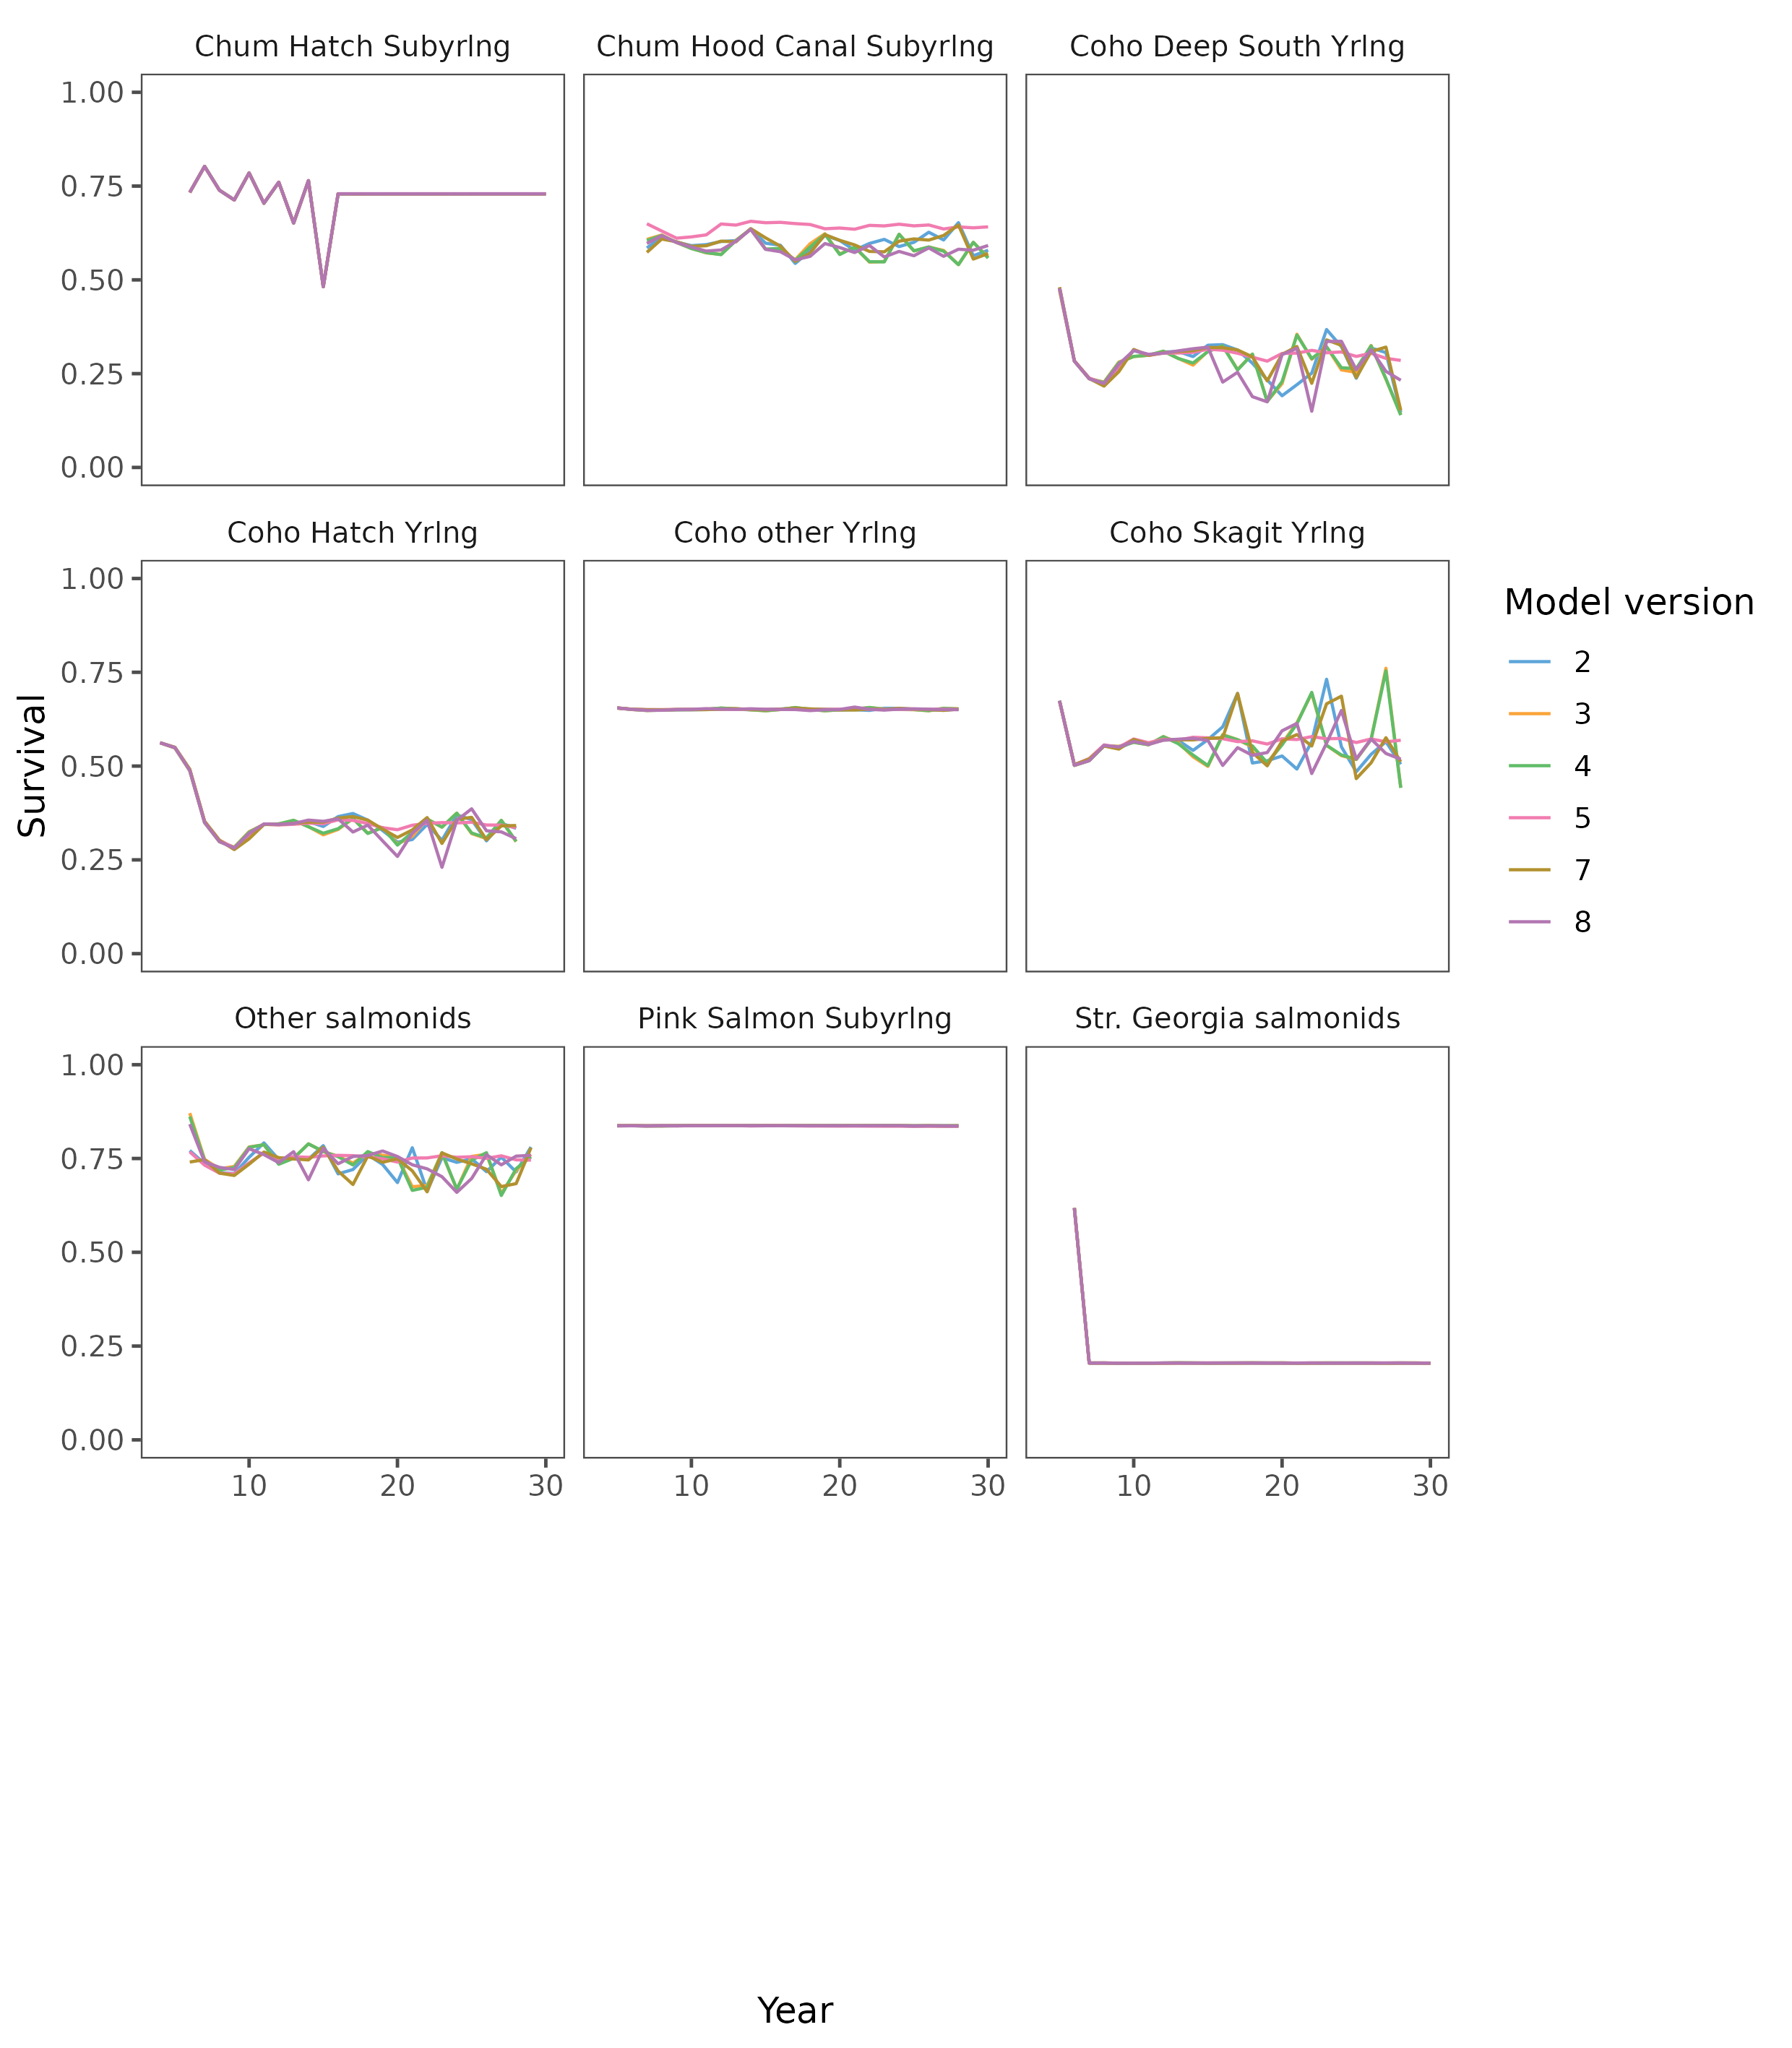 Chum Hatch Subyrlng
Chum Hood Canal Subyrlng
Coho Deep South Yrlng
1.00
0.75
0.50
0.25
0.00
Coho Hatch Yrlng
Coho other Yrlng
Coho Skagit Yrlng
1.00
0.75
0.50
0.25
0.00
Survival
Model version
2
3
4
5
7
8
Other salmonids
Pink Salmon Subyrlng
Str. Georgia salmonids
1.00
0.75
0.50
0.25
0.00
10
20
30
10
20
30
10
20
30
Year